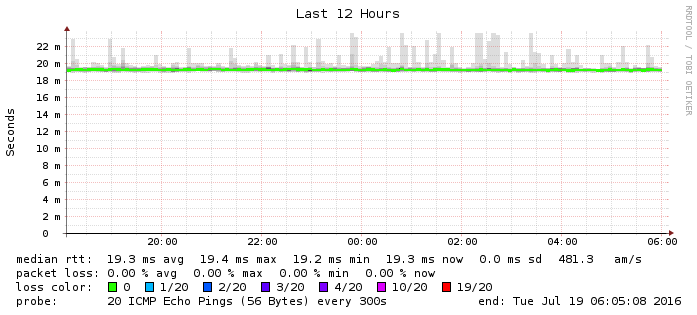 Last 12 Hours
RRDTOOL / TOBI OETIKER
Seconds
22 m
20 m
18 m
16 m
14 m
12 m
10 m
8 m
6 m
4 m
2 m
0
20:00 22:00 00:00 02:00 04:00 06:00
median rtt: 19.3 ms avg 19.4 ms max 19.2 ms min 19.3 ms now 0.0 ms sd 481.3 am/s
packet loss: 0.00 % avg 0.00 % max 0.00 % min 0.00 % now
loss color: 0 1/20 2/20 3/20 4/20 10/20 19/20
probe: 20 ICMP Echo Pings (56 Bytes) every 300s end: Tue Jul 19 06:05:08 2016